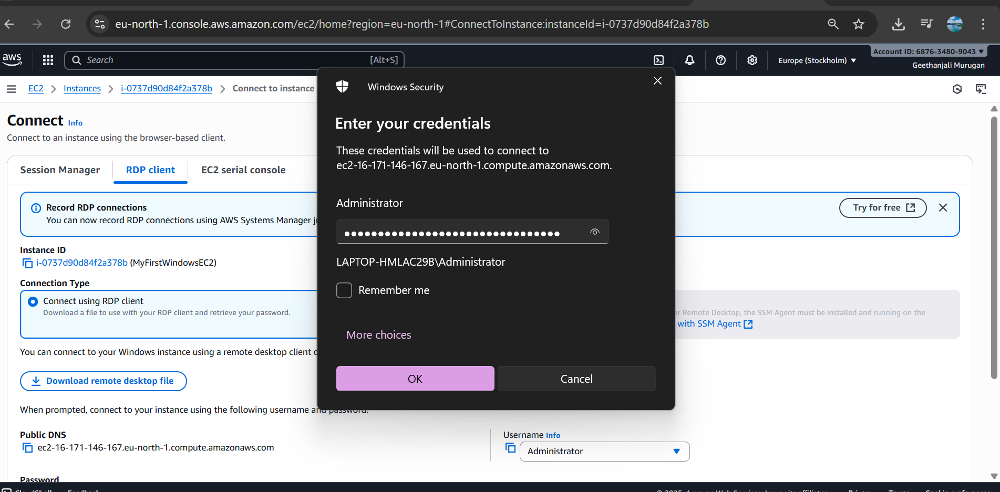 eu-north-1.console.aws.amazon.com/ec2/home?region=eu-north-1#ConnectToInstance:instanceId=i-0737d90d84f2a378b
aws
Search
[Alt+S]
Europe (Stockholm)
Account ID: 6876-3480-9043
Geethanjali Murugan
EC2
Instances
i-0737d90d84f2a378b
Connect to instance
Connect Info
Connect to an instance using the browser-based client.
Session Manager
RDP client
EC2 serial console
Record RDP connections
You can now record RDP connections using AWS Systems Manager
Try for free
Instance ID
i-0737d90d84f2a378b (MyFirstWindowsEC2)
Connection Type
Connect using RDP client
Download a file to use with your RDP client and retrieve your password.
Remote Desktop, the SSM Agent must be installed and running on the
with SSM Agent
You can connect to your Windows instance using a remote desktop client
Download remote desktop file
When prompted, connect to your instance using the following username and password.
Public DNS
ec2-16-171-146-167.eu-north-1.compute.amazonaws.com
Username Info
Administrator
Password
Windows Security
Enter your credentials
These credentials will be used to connect to
ec2-16-171-146-167.eu-north-1.compute.amazonaws.com.
Administrator
LAPTOP-HMLAC29B\Administrator
Remember me
More choices
OK
Cancel
CloudShell
Feedback